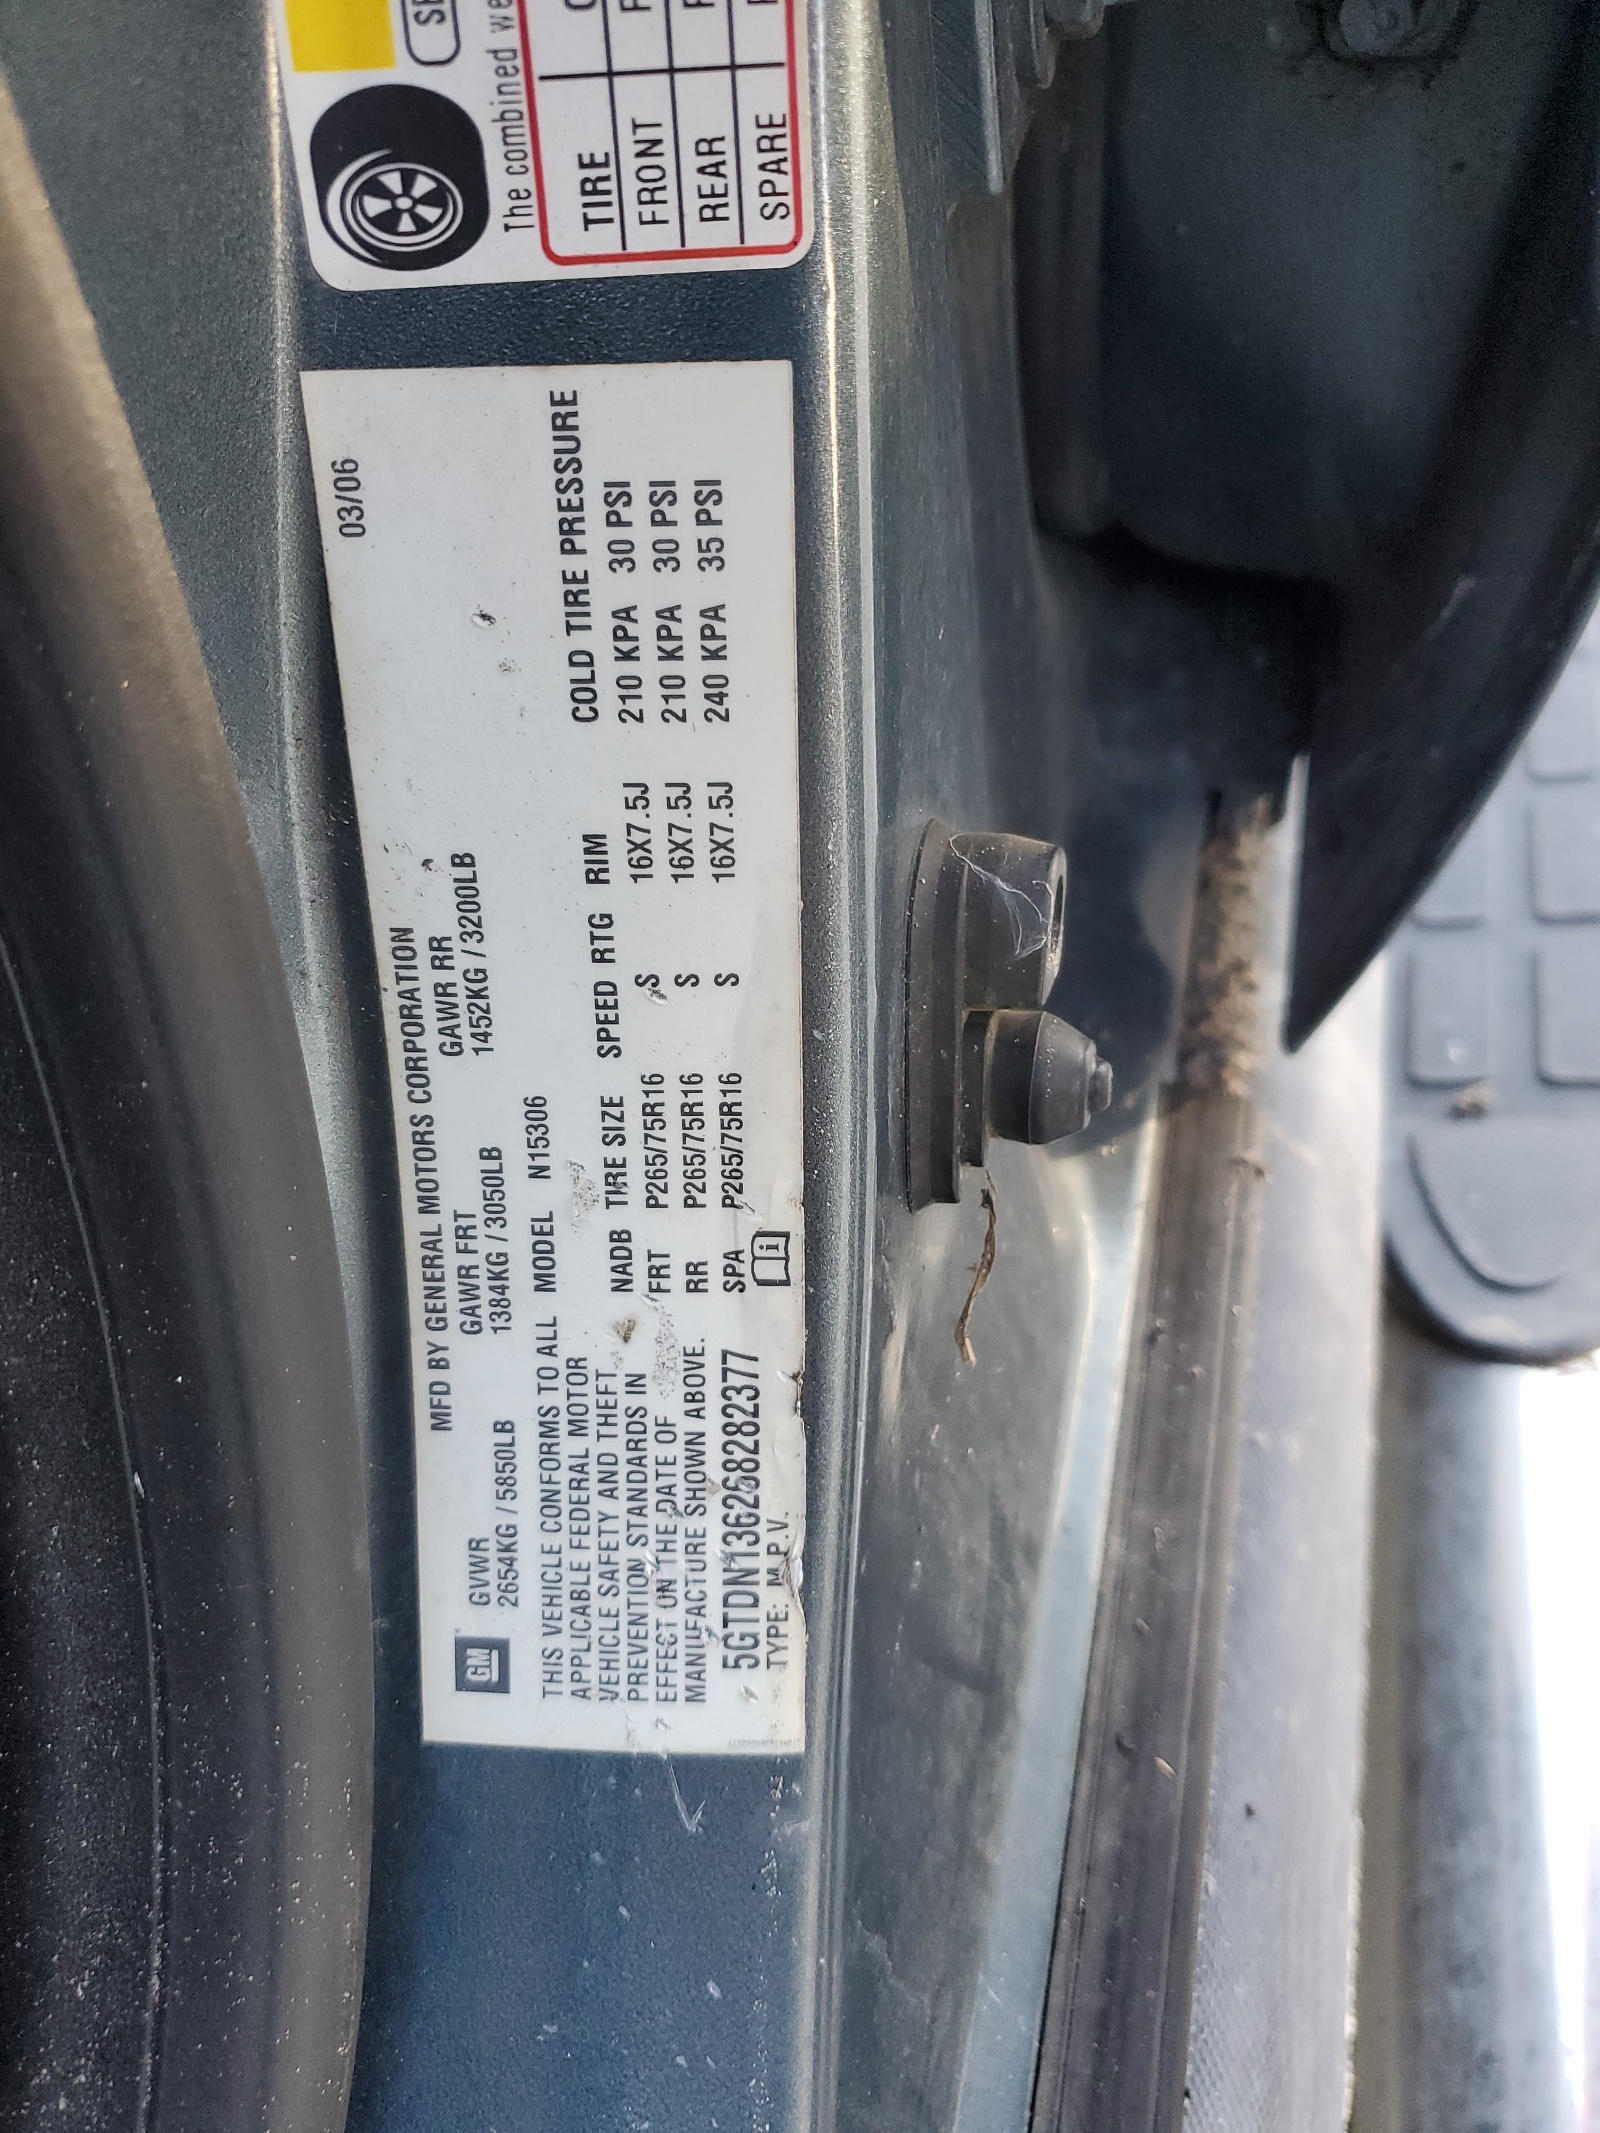 03/06
MFD BY GENERAL MOTORS CORPORATION
GM
GVWR GAWR FRT GAWR RR
2654KG / 5850LB 1384KG / 3050LB 1452KG / 3200LB
THIS VEHICLE CONFORMS TO ALL
APPLICABLE FEDERAL MOTOR
VEHICLE SAFETY AND THEFT
PREVENTION STANDARDS IN
EFFECT ON THE DATE OF
MANUFACTURE SHOWN ABOVE.
5GTDN136268282377
TYPE: M.P.V.
MODEL N15306
COLD TIRE PRESSURE
NADB TIRE SIZE SPEED RTG RIM
FRT P265/75R16 S 16X7.5J 210 KPA 30 PSI
RR P265/75R16 S 16X7.5J 210 KPA 30 PSI
SPA P265/75R16 S 16X7.5J 240 KPA 35 PSI
i
SE
The combined we
TIRE
FRONT
REAR
SPARE